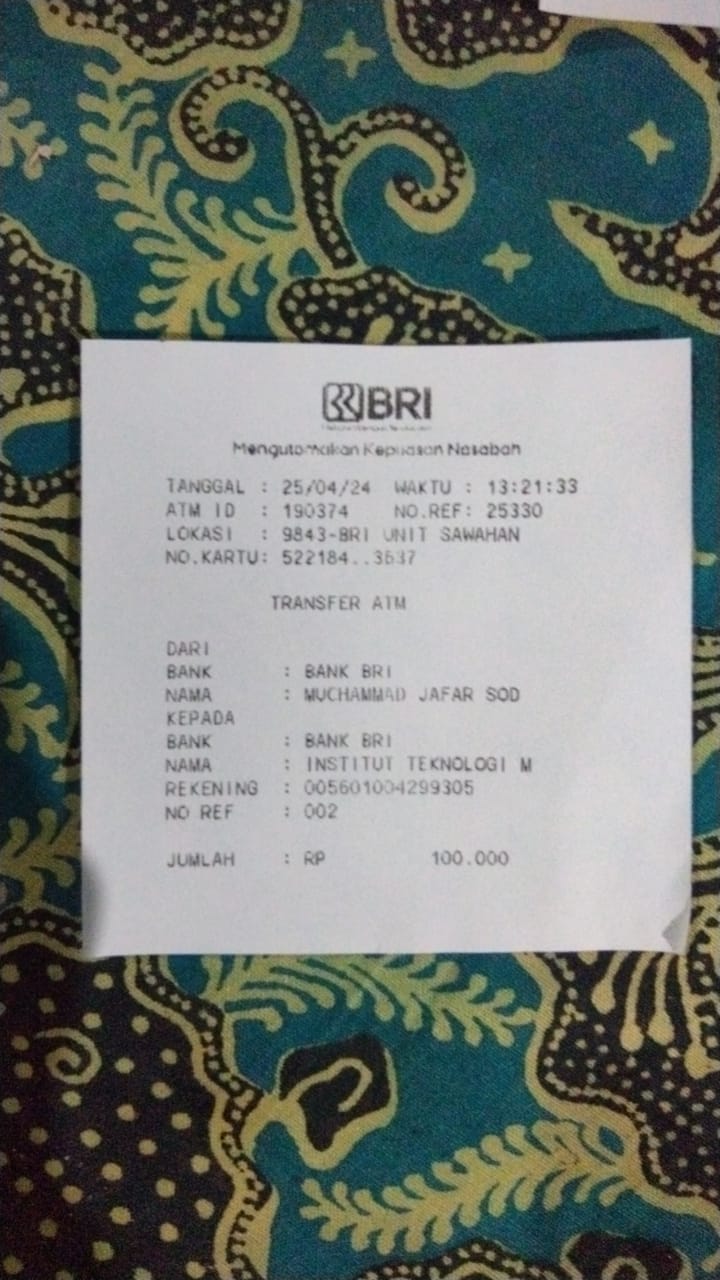 BRI
Mengutamakan Kepuasan Nasabah
TANGGAL : 25/04/24 WAKTU : 13:21:33
ATM ID : 190374 NO.REF: 25330
LOKASI : 9843-BRI UNIT SAWAHAN
NO.KARTU: 522184..3637
TRANSFER ATM
DARI
BANK : BANK BRI
NAMA : MUCHAMMAD JAFAR SOD
KEPADA
BANK : BANK BRI
NAMA : INSTITUT TEKNOLOGI M
REKENING : 005601004299305
NO REF : 002
JUMLAH : RP 100.000